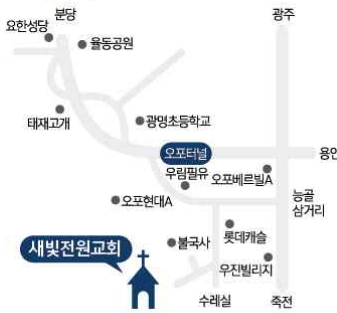 분당
광주
요한성당
율동공원
태재고개
광명초등학교
오포터널
용인
우림필유
오포베르빌A
능골
삼거리
오포현대A
롯데캐슬
새빛전원교회
불국사
우진빌리지
수레실
죽전